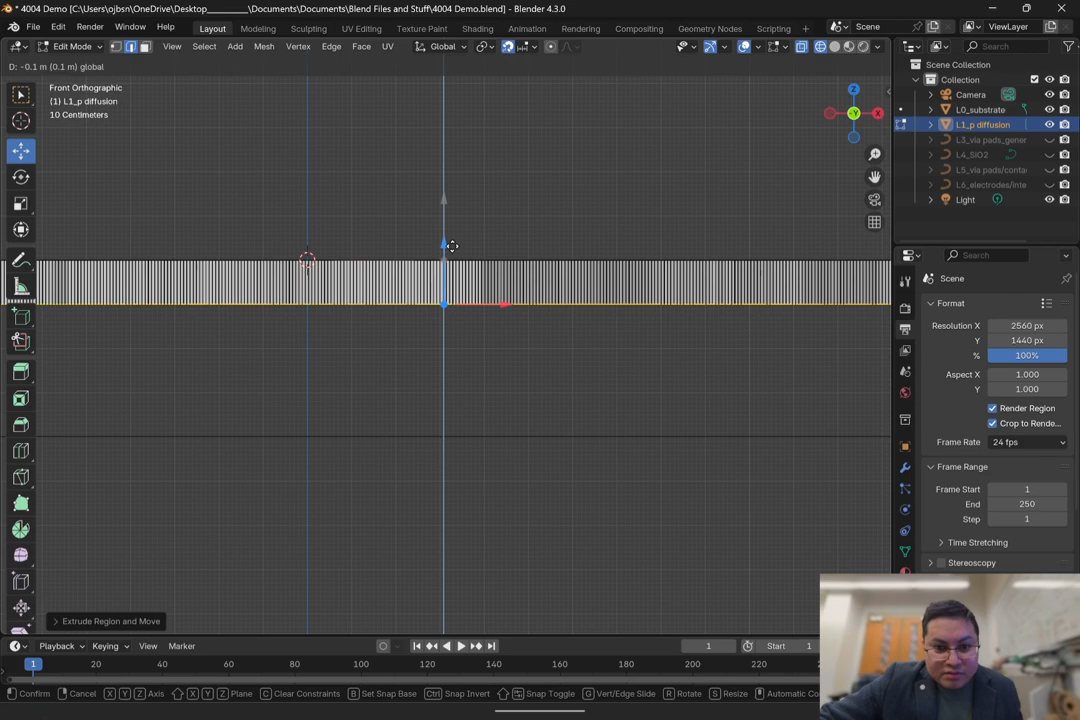 * 4004 Demo [C:\Users\ojbsn\OneDrive\Desktop_________\Documents\Documents\Blend Files and Stuff\4004 Demo.blend] - Blender 4.3.0
File Edit Render Window Help Layout Modeling Sculpting UV Editing Texture Paint Shading Animation Rendering Compositing Geometry Nodes Scripting + Scene ViewLayer
Edit Mode View Select Add Mesh Vertex Edge Face UV Global Search
D: -0.1 m (0.1 m) global
Front Orthographic
(1) L1_p diffusion
10 Centimeters
Z
Y
X
Scene Collection
Collection
Camera
L0_substrate
L1_p diffusion
L3_via pads_gener
L4_SiO2
L5_via pads/conta
L6_electrodes/inte
Light
Search
Scene
Format
Resolution X 2560 px
Y 1440 px
% 100%
Aspect X 1.000
Y 1.000
Render Region
Crop to Rende...
Frame Rate 24 fps
Frame Range
Frame Start 1
End 250
Step 1
Time Stretching
Stereoscopy
Extrude Region and Move
Playback Keying View Marker 1 Start 1
1 20 40 60 80 100 120 140 160 180 200 220
Confirm Cancel X Y Z Axis X Y Z Plane C Clear Constraints B Set Snap Base Ctrl Snap Invert Snap Toggle G Vert/Edge Slide R Rotate S Resize Automatic Co